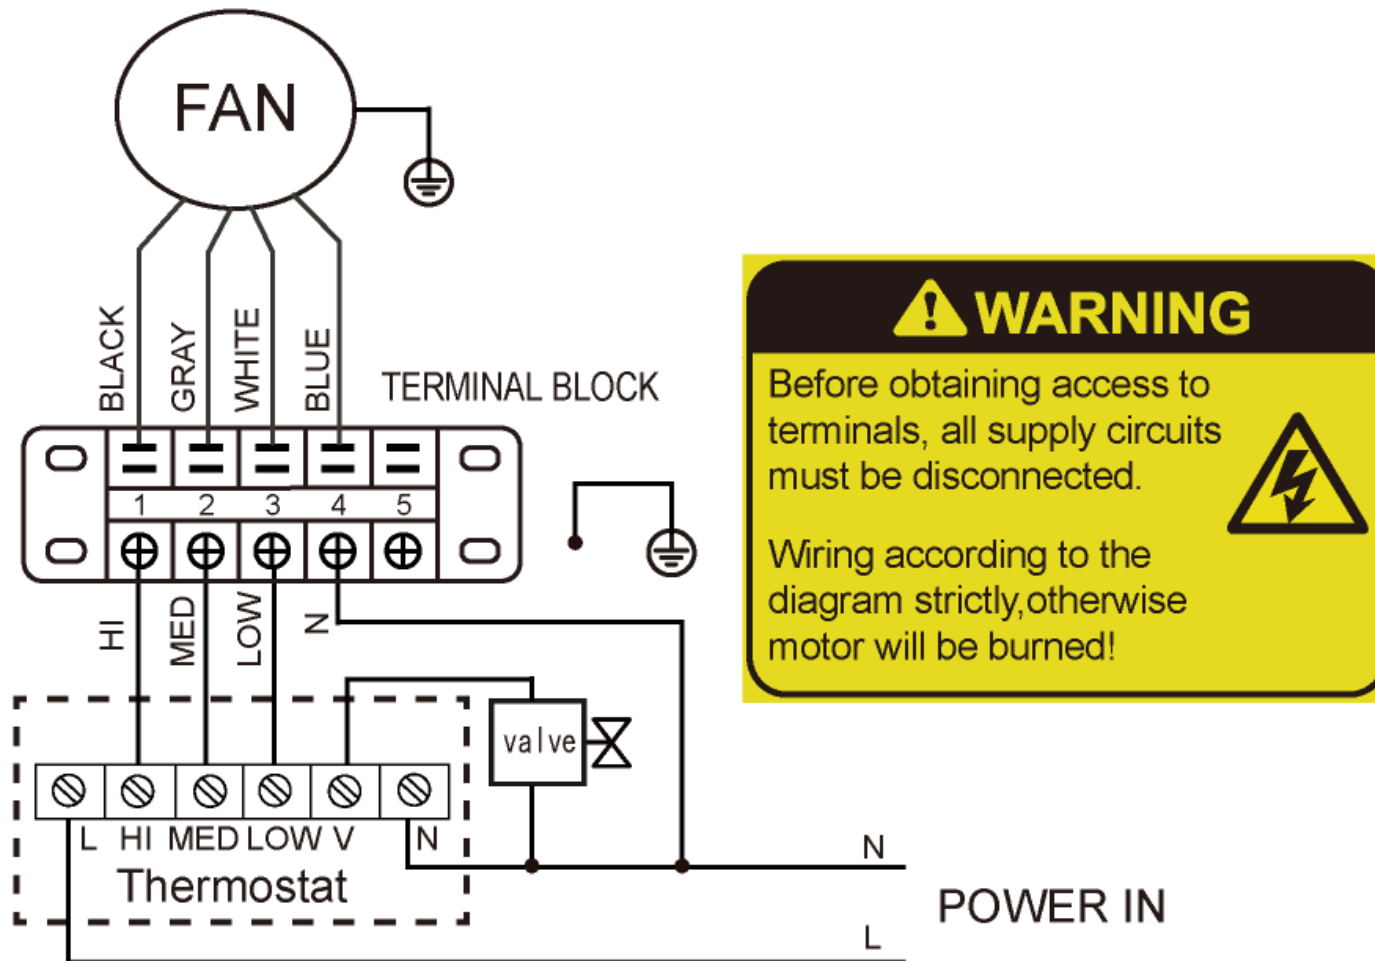 FAN
BLACK
GRAY
WHITE
BLUE
TERMINAL BLOCK
1 2 3 4 5
HI
MED
LOW
N
valve
L HI MED LOW V N
Thermostat
N
POWER IN
L
WARNING
Before obtaining access to
terminals, all supply circuits
must be disconnected.
Wiring according to the
diagram strictly,otherwise
motor will be burned!